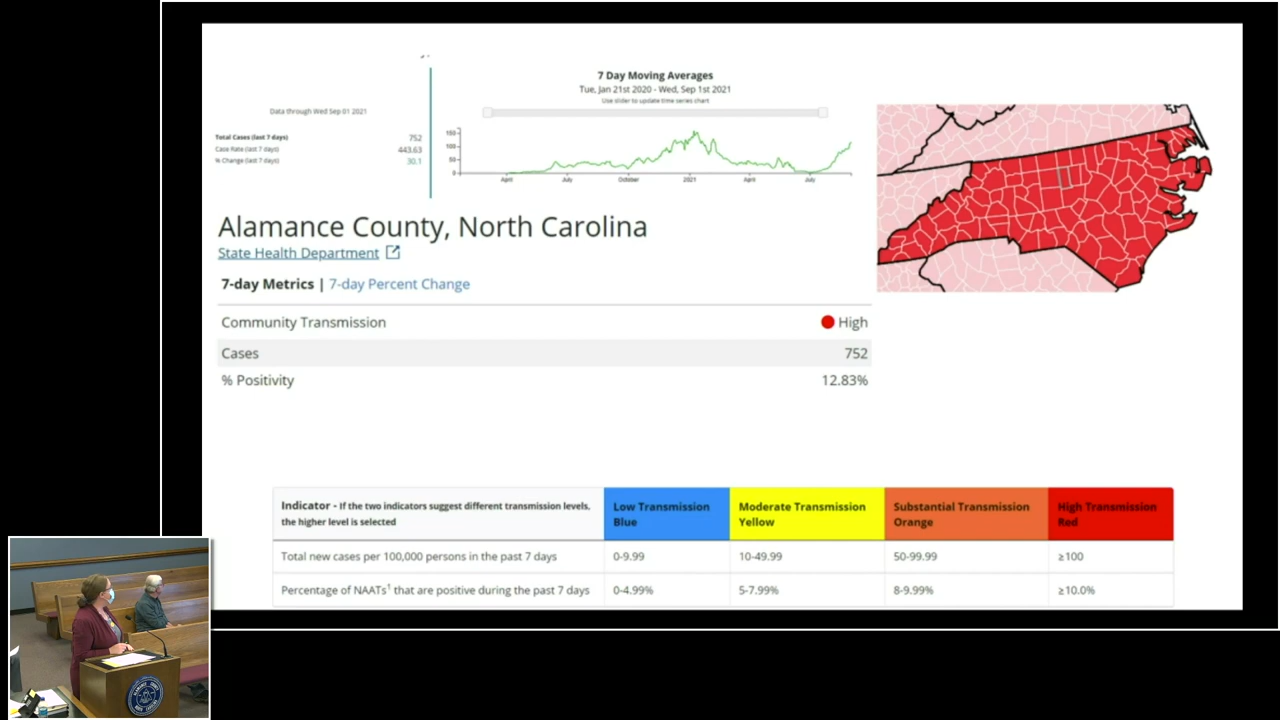 7 Day Moving Averages
Tue, Jan 21st 2020 - Wed, Sep 1st 2021
Use slider to update time series chart
Data through Wed Sep 01 2021
Total Cases (last 7 days) 752
Case Rate (last 7 days) 443.63
% Change (last 7 days) 30.1
150
100
50
0
April July October 2021 April July
Alamance County, North Carolina
State Health Department
7-day Metrics | 7-day Percent Change
Community Transmission High
Cases 752
% Positivity 12.83%
Indicator - If the two indicators suggest different transmission levels, the higher level is selected
Low Transmission Blue
Moderate Transmission Yellow
Substantial Transmission Orange
High Transmission Red
Total new cases per 100,000 persons in the past 7 days 0-9.99 10-49.99 50-99.99 ≥100
Percentage of NAATs† that are positive during the past 7 days 0-4.99% 5-7.99% 8-9.99% ≥10.0%